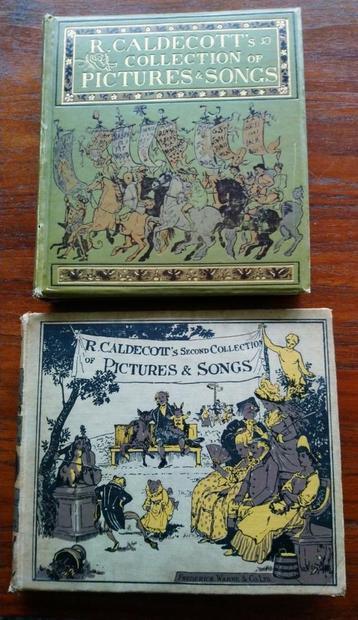 R. CALDECOTT'S
COLLECTION OF
PICTURES & SONGS
R. CALDECOTT'S SECOND COLLECTION
OF PICTURES & SONGS
FREDERICK WARNE & CO. LTD.